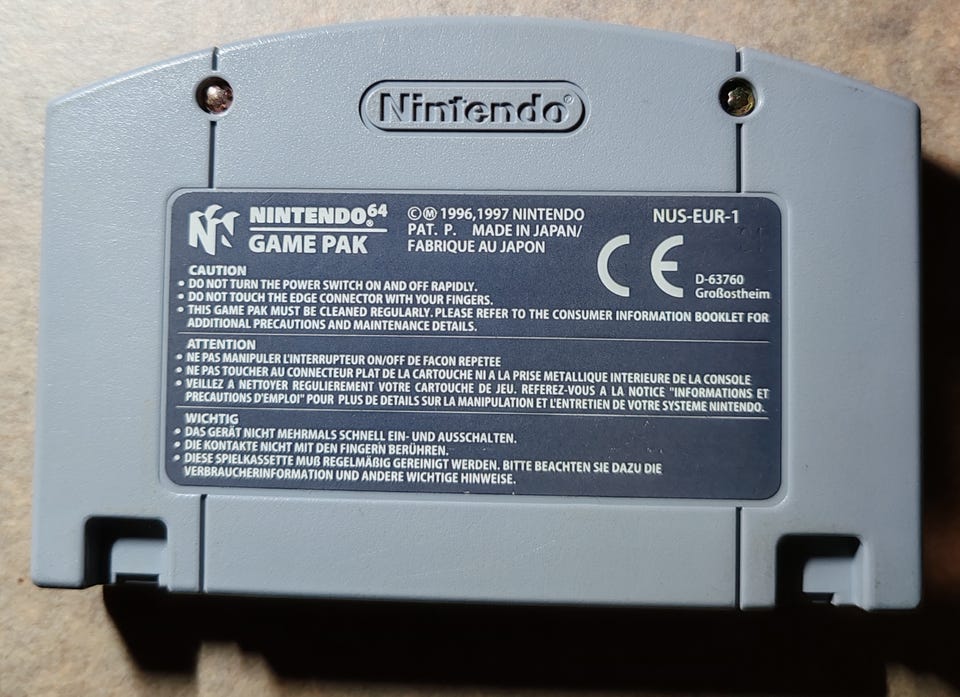 Nintendo®
NINTENDO®64
GAME PAK
©Ⓜ 1996,1997 NINTENDO
PAT. P. MADE IN JAPAN/
FABRIQUE AU JAPON
NUS-EUR-1
CE
D-63760
Großostheim
CAUTION
• DO NOT TURN THE POWER SWITCH ON AND OFF RAPIDLY.
• DO NOT TOUCH THE EDGE CONNECTOR WITH YOUR FINGERS.
• THIS GAME PAK MUST BE CLEANED REGULARLY. PLEASE REFER TO THE CONSUMER INFORMATION BOOKLET FOR
ADDITIONAL PRECAUTIONS AND MAINTENANCE DETAILS.
ATTENTION
• NE PAS MANIPULER L'INTERRUPTEUR ON/OFF DE FACON REPETEE
• NE PAS TOUCHER AU CONNECTEUR PLAT DE LA CARTOUCHE NI A LA PRISE METALLIQUE INTERIEURE DE LA CONSOLE
• VEILLEZ A NETTOYER REGULIEREMENT VOTRE CARTOUCHE DE JEU. REFEREZ-VOUS A LA NOTICE "INFORMATIONS ET
PRECAUTIONS D'EMPLOI" POUR PLUS DE DETAILS SUR LA MANIPULATION ET L'ENTRETIEN DE VOTRE SYSTEME NINTENDO.
WICHTIG
• DAS GERÄT NICHT MEHRMALS SCHNELL EIN- UND AUSSCHALTEN.
• DIE KONTAKTE NICHT MIT DEN FINGERN BERÜHREN.
• DIESE SPIELKASSETTE MUß REGELMÄßIG GEREINIGT WERDEN. BITTE BEACHTEN SIE DAZU DIE
VERBRAUCHERINFORMATION UND ANDERE WICHTIGE HINWEISE.